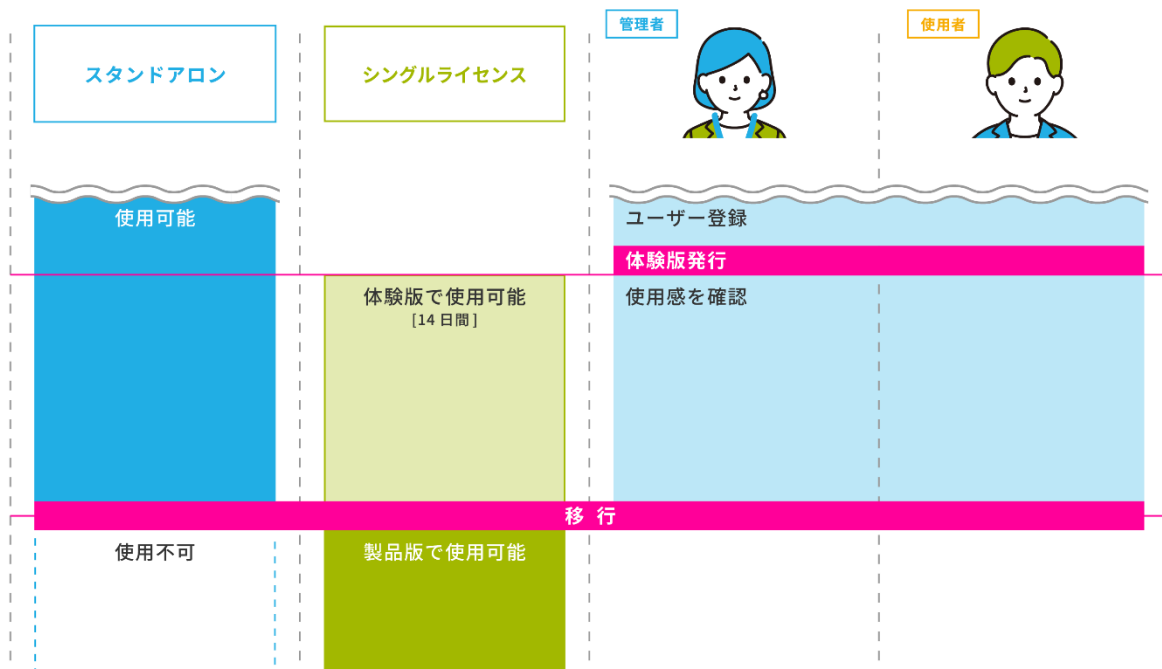 管理者
使用者
スタンドアロン
シングルライセンス
使用可能
ユーザー登録
体験版発行
体験版で使用可能
使用感を確認
[14日間]
移行
使用不可
製品版で使用可能